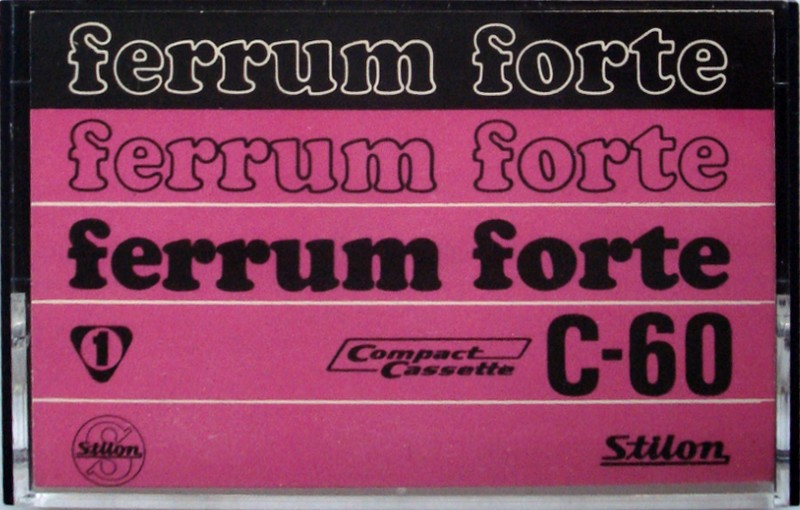 ferrum forte
ferrum forte
ferrum forte
1 Compact Cassette C-60
S Stilon Stilon